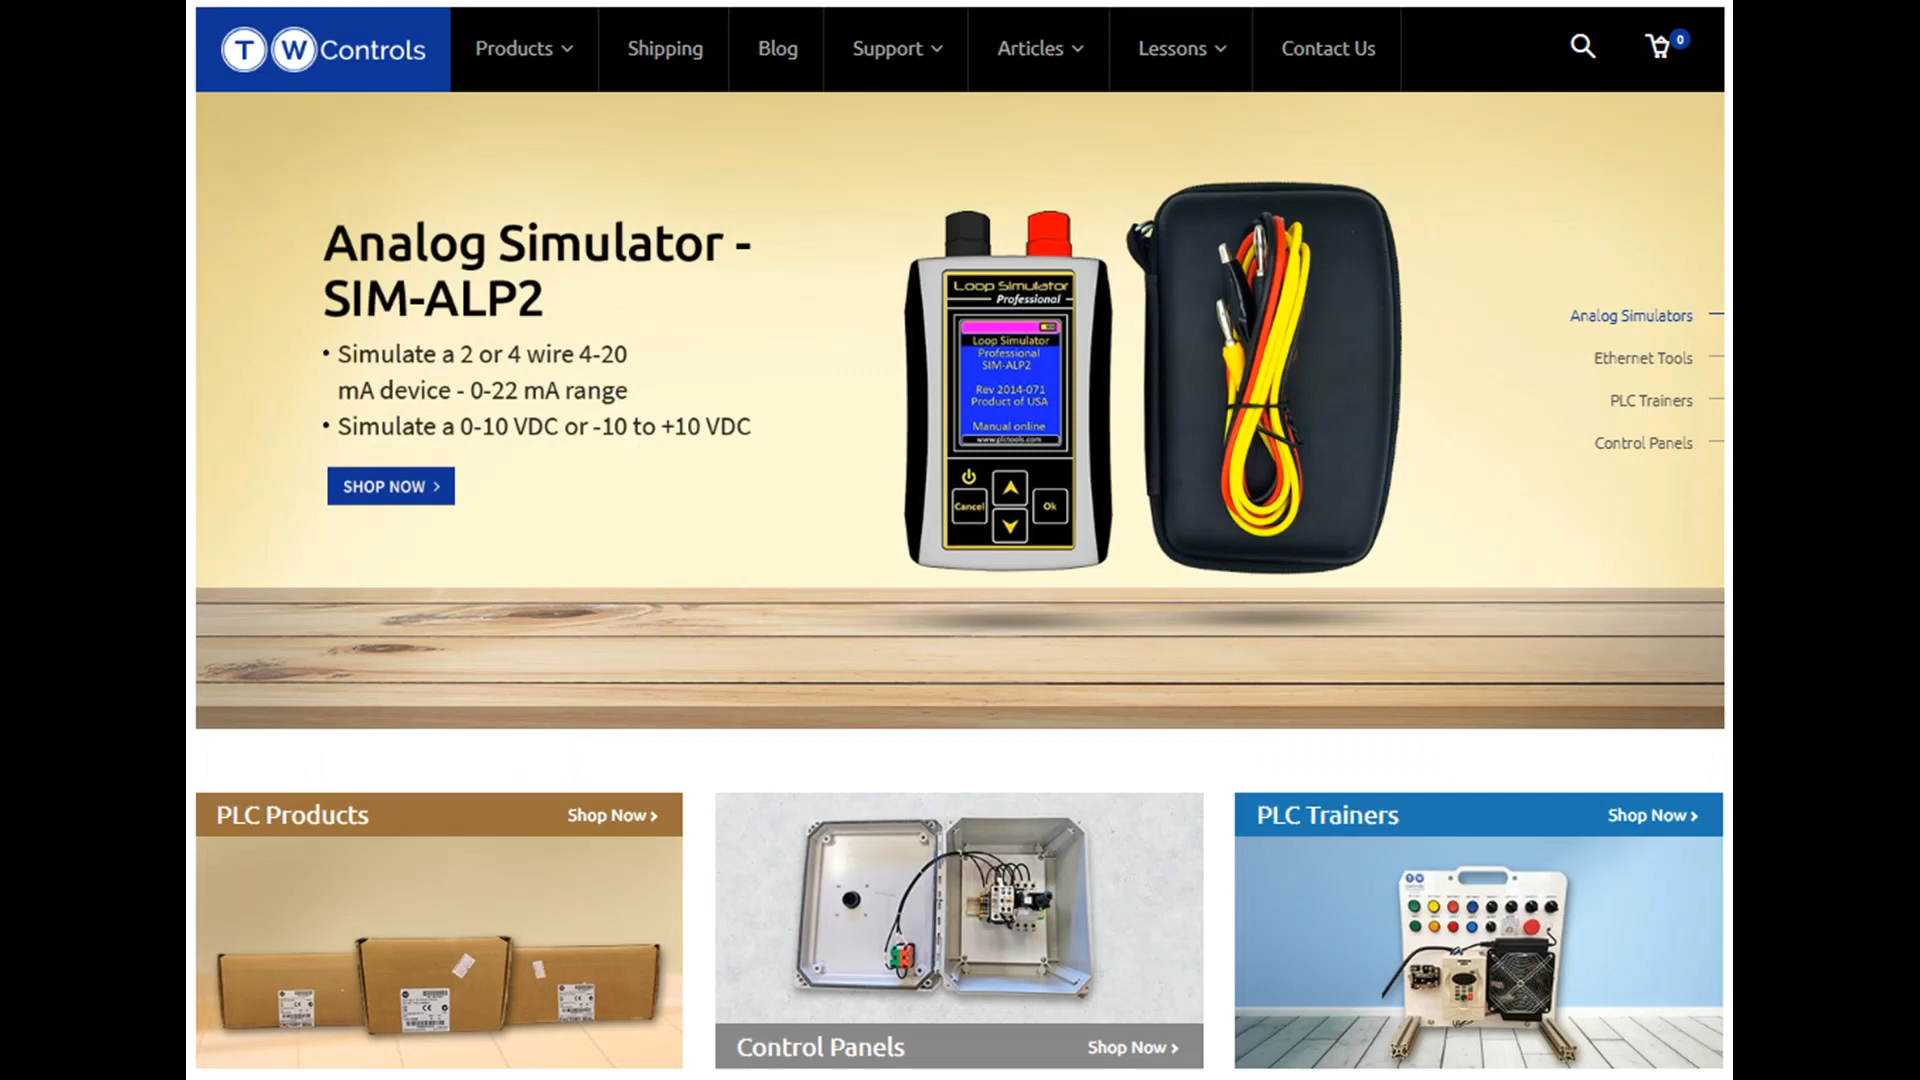 TW Controls
Products
Shipping
Blog
Support
Articles
Lessons
Contact Us
0
Analog Simulator -
SIM-ALP2
• Simulate a 2 or 4 wire 4-20
mA device - 0-22 mA range
• Simulate a 0-10 VDC or -10 to +10 VDC
SHOP NOW >
Loop Simulator
Professional
Loop Simulator
Professional
SIM-ALP2
Rev 2014-071
Product of USA
Manual online
www.plctools.com
Cancel
Ok
Analog Simulators
Ethernet Tools
PLC Trainers
Control Panels
PLC Products
Shop Now >
PLC Trainers
Shop Now >
Control Panels
Shop Now >